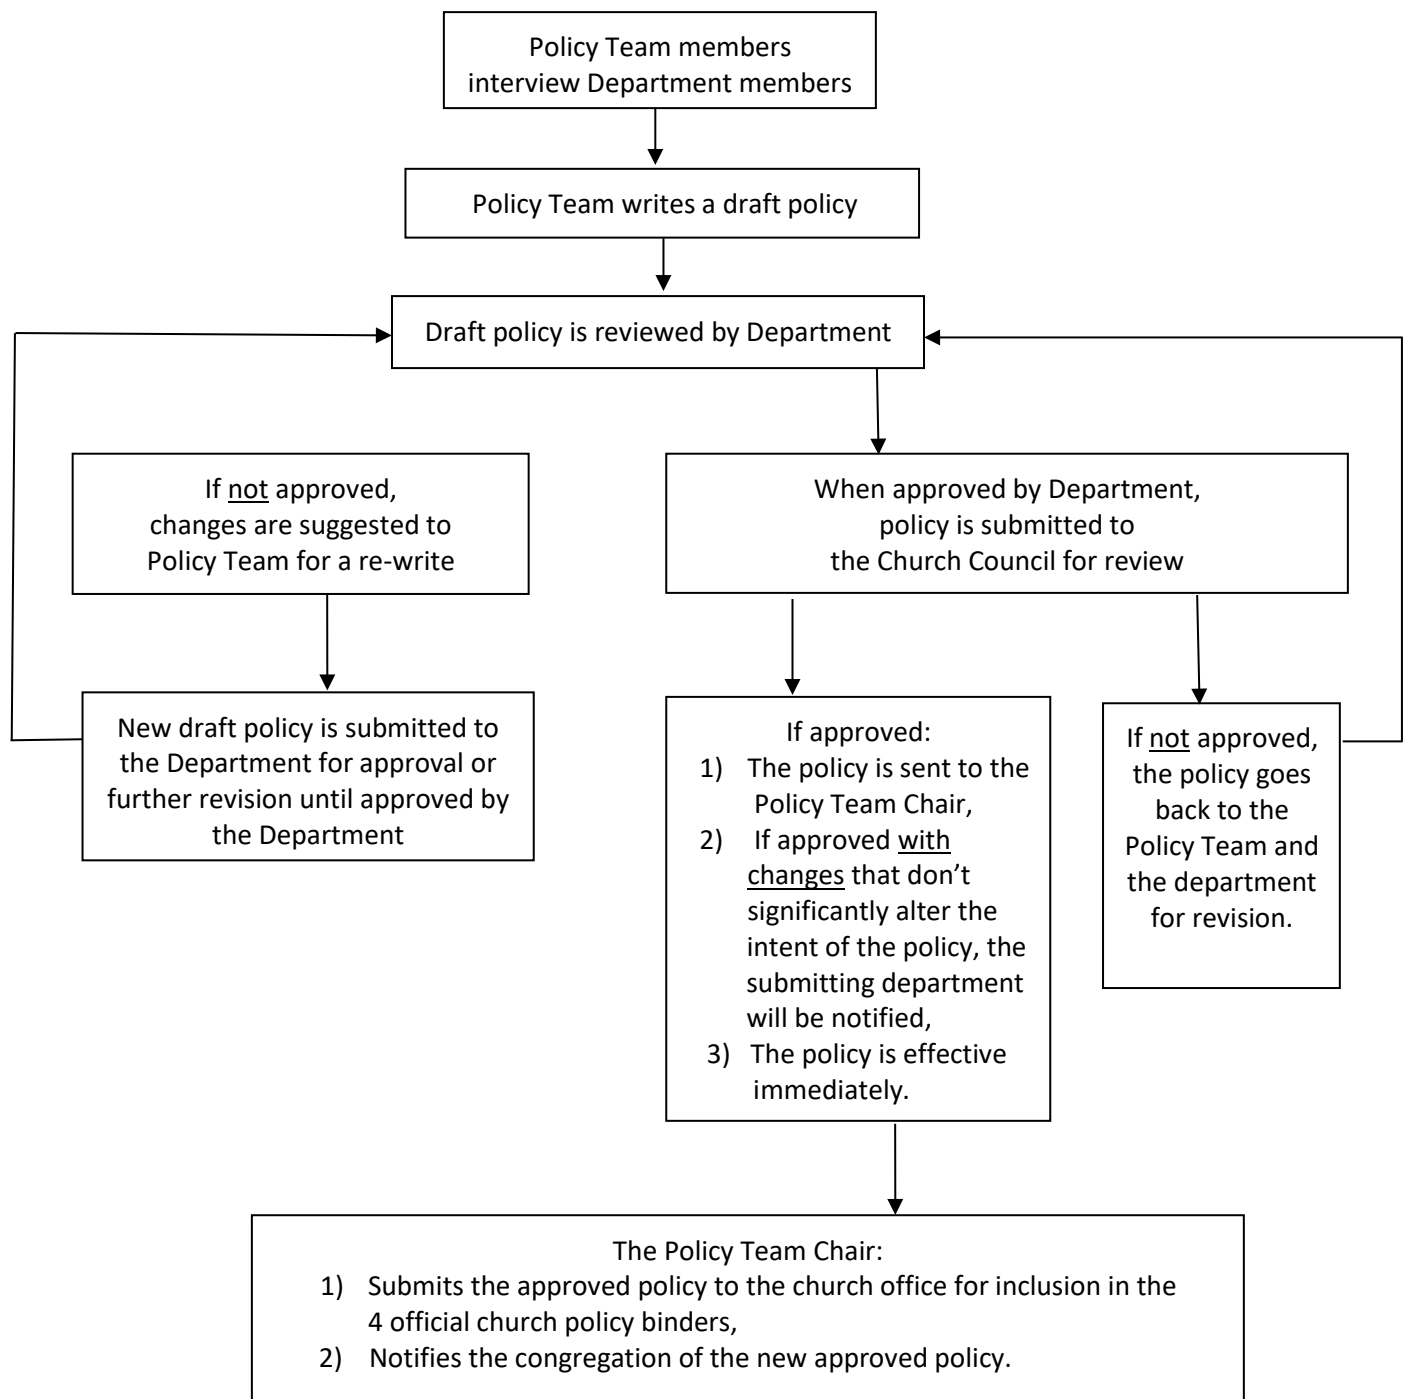 Policy Team members
interview Department members
Policy Team writes a draft policy
Draft policy is reviewed by Department
If not approved,
changes are suggested to
Policy Team for a re-write
When approved by Department,
policy is submitted to
the Church Council for review
New draft policy is submitted to
the Department for approval or
further revision until approved by
the Department
If approved:
1) The policy is sent to the
Policy Team Chair,
2) If approved with
changes that don’t
significantly alter the
intent of the policy, the
submitting department
will be notified,
3) The policy is effective
immediately.
If not approved,
the policy goes
back to the
Policy Team and
the department
for revision.
The Policy Team Chair:
1) Submits the approved policy to the church office for inclusion in the
4 official church policy binders,
2) Notifies the congregation of the new approved policy.